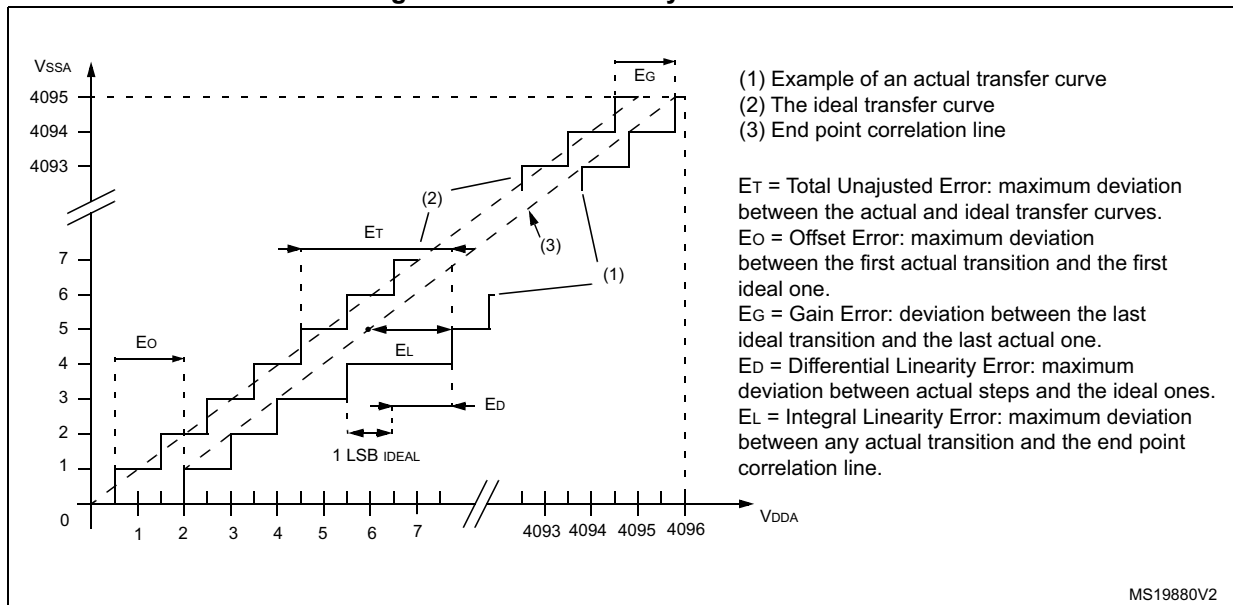 VSSA
EG
4095
4094
4093
(2)
ET
(3)
(1)
7
6
5
4
3
2
1
0
EO
EL
ED
1 LSB IDEAL
1 2 3 4 5 6 7 4093 4094 4095 4096
VDDA
(1) Example of an actual transfer curve
(2) The ideal transfer curve
(3) End point correlation line
ET = Total Unajusted Error: maximum deviation
between the actual and ideal transfer curves.
EO = Offset Error: maximum deviation
between the first actual transition and the first
ideal one.
EG = Gain Error: deviation between the last
ideal transition and the last actual one.
ED = Differential Linearity Error: maximum
deviation between actual steps and the ideal ones.
EL = Integral Linearity Error: maximum deviation
between any actual transition and the end point
correlation line.
MS19880V2